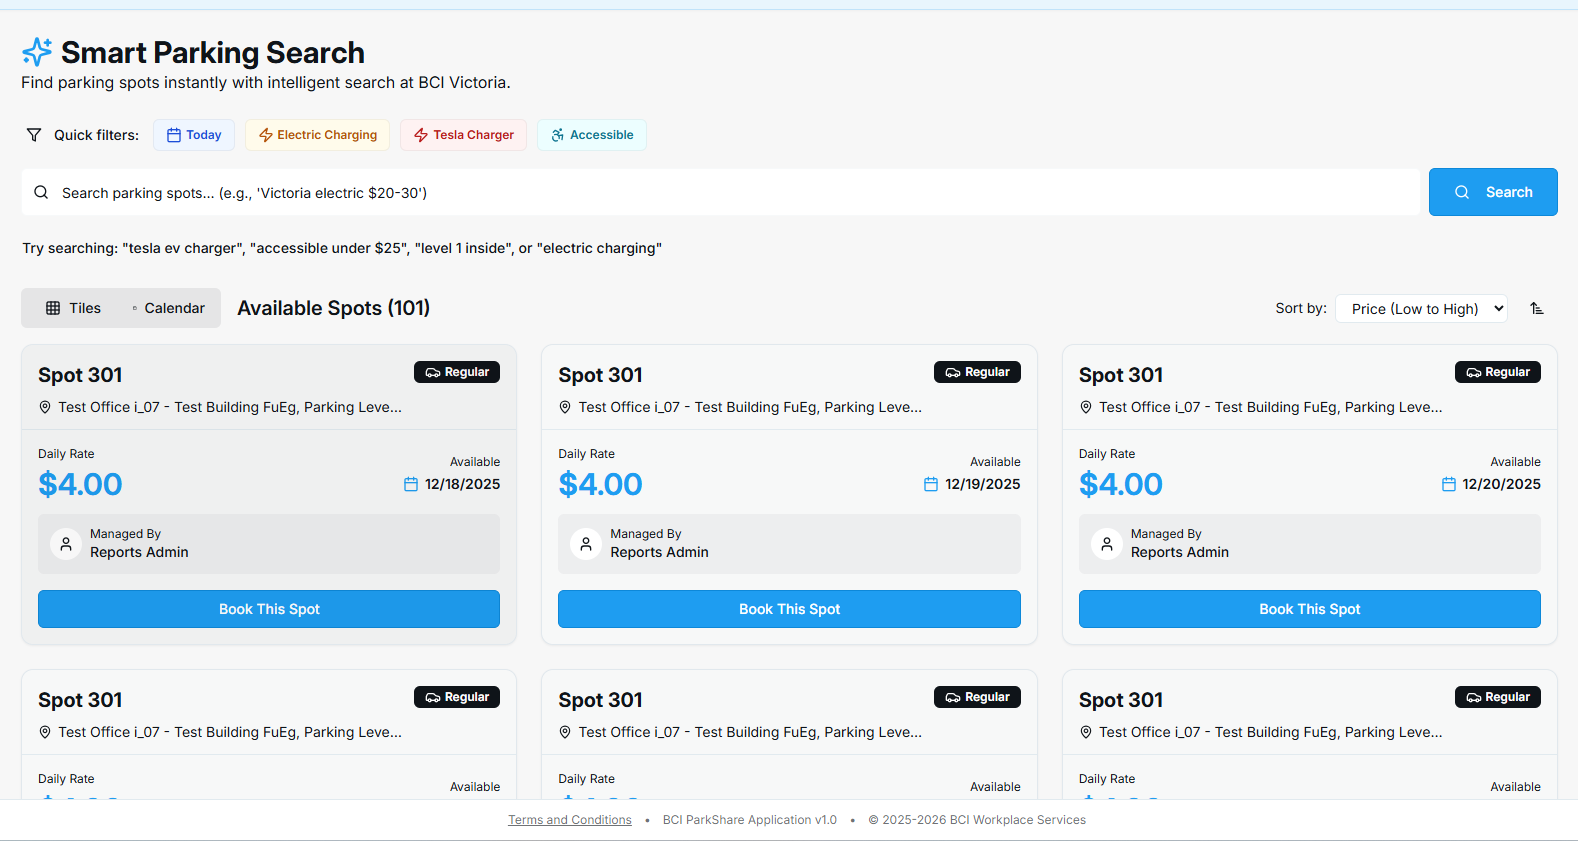 Smart Parking Search
Find parking spots instantly with intelligent search at BCI Victoria.
Quick filters: Today Electric Charging Tesla Charger Accessible
Search parking spots... (e.g., 'Victoria electric $20-30') Search
Try searching: "tesla ev charger", "accessible under $25", "level 1 inside", or "electric charging"
Tiles Calendar Available Spots (101) Sort by: Price (Low to High)
Spot 301 Regular
Test Office i_07 - Test Building FuEg, Parking Leve...
Daily Rate
Available
$4.00 12/18/2025
Managed By
Reports Admin
Book This Spot
Spot 301 Regular
Test Office i_07 - Test Building FuEg, Parking Leve...
Daily Rate
Available
$4.00 12/19/2025
Managed By
Reports Admin
Book This Spot
Spot 301 Regular
Test Office i_07 - Test Building FuEg, Parking Leve...
Daily Rate
Available
$4.00 12/20/2025
Managed By
Reports Admin
Book This Spot
Spot 301 Regular
Test Office i_07 - Test Building FuEg, Parking Leve...
Daily Rate
Available
Spot 301 Regular
Test Office i_07 - Test Building FuEg, Parking Leve...
Daily Rate
Available
Spot 301 Regular
Test Office i_07 - Test Building FuEg, Parking Leve...
Daily Rate
Available
Terms and Conditions • BCI ParkShare Application v1.0 • © 2025-2026 BCI Workplace Services